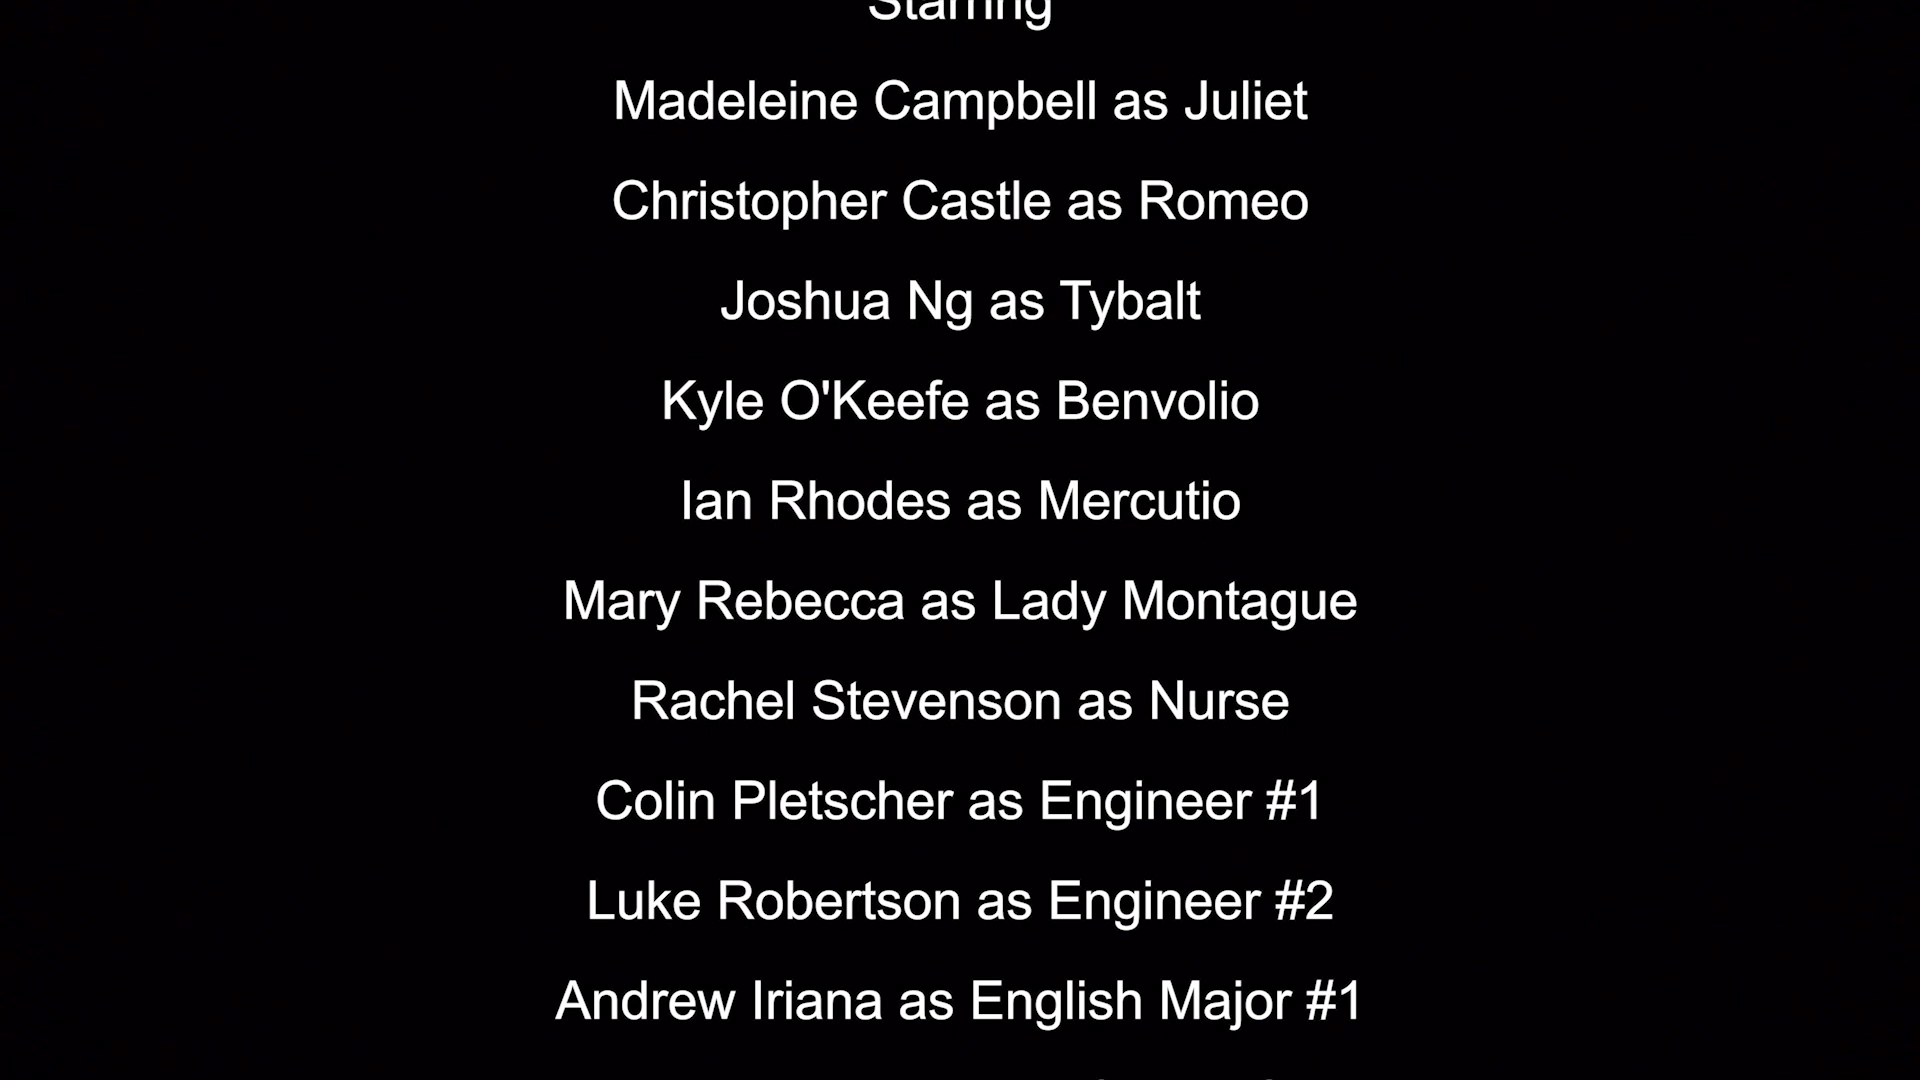 Starring
Madeleine Campbell as Juliet
Christopher Castle as Romeo
Joshua Ng as Tybalt
Kyle O'Keefe as Benvolio
Ian Rhodes as Mercutio
Mary Rebecca as Lady Montague
Rachel Stevenson as Nurse
Colin Pletscher as Engineer #1
Luke Robertson as Engineer #2
Andrew Iriana as English Major #1